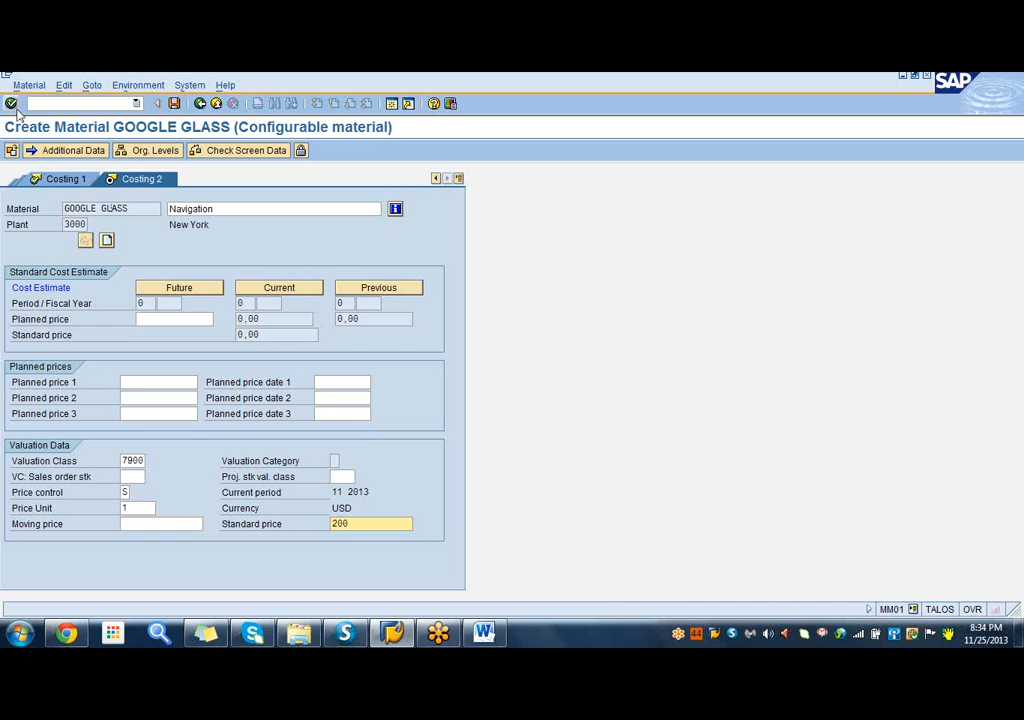 Material Edit Goto Environment System Help
SAP
Create Material GOOGLE GLASS (Configurable material)
Additional Data Org. Levels Check Screen Data
Costing 1 Costing 2
Material GOOGLE GLASS Navigation
Plant 3000 New York
Standard Cost Estimate
Cost Estimate Future Current Previous
Period / Fiscal Year 0 0 0
Planned price 0,00 0,00
Standard price 0,00
Planned prices
Planned price 1 Planned price date 1
Planned price 2 Planned price date 2
Planned price 3 Planned price date 3
Valuation Data
Valuation Class 7900 Valuation Category
VC: Sales order stk Proj. stk val. class
Price control S Current period 11 2013
Price Unit 1 Currency USD
Moving price Standard price 200
MM01 TALOS OVR
44
8:34 PM
11/25/2013